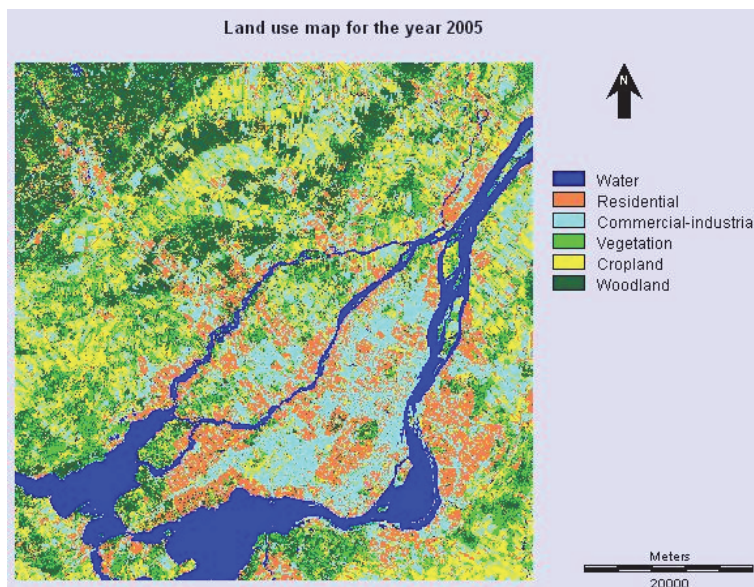 Land use map for the year 2005
N
Water
Residential
Commercial-industria
Vegetation
Cropland
Woodland
Meters
20000